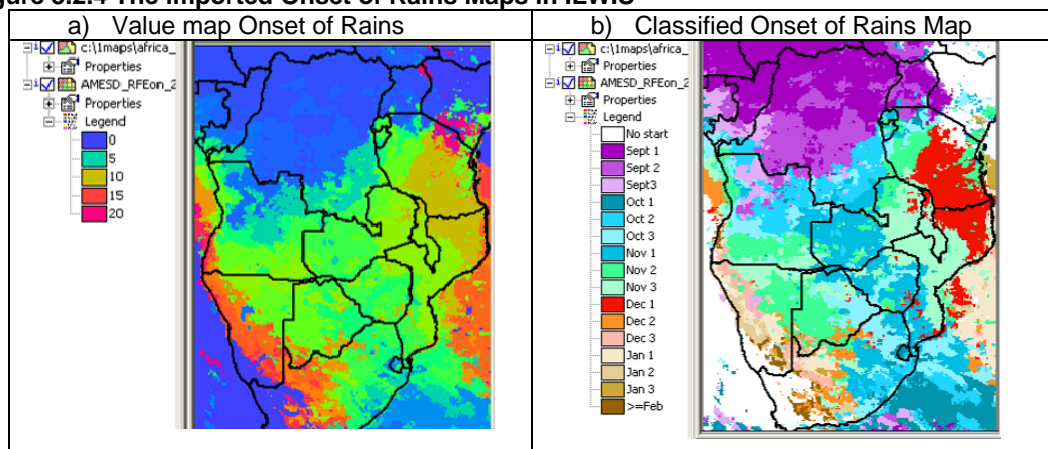 a) Value map Onset of Rains
b) Classified Onset of Rains Map
c:\1maps\africa_
Properties
AMESD_RFEon_2
Properties
Legend
0
5
10
15
20
c:\1maps\africa_
Properties
AMESD_RFEon_2
Properties
Legend
No start
Sept 1
Sept 2
Sept3
Oct 1
Oct 2
Oct 3
Nov 1
Nov 2
Nov 3
Dec 1
Dec 2
Dec 3
Jan 1
Jan 2
Jan 3
>=Feb